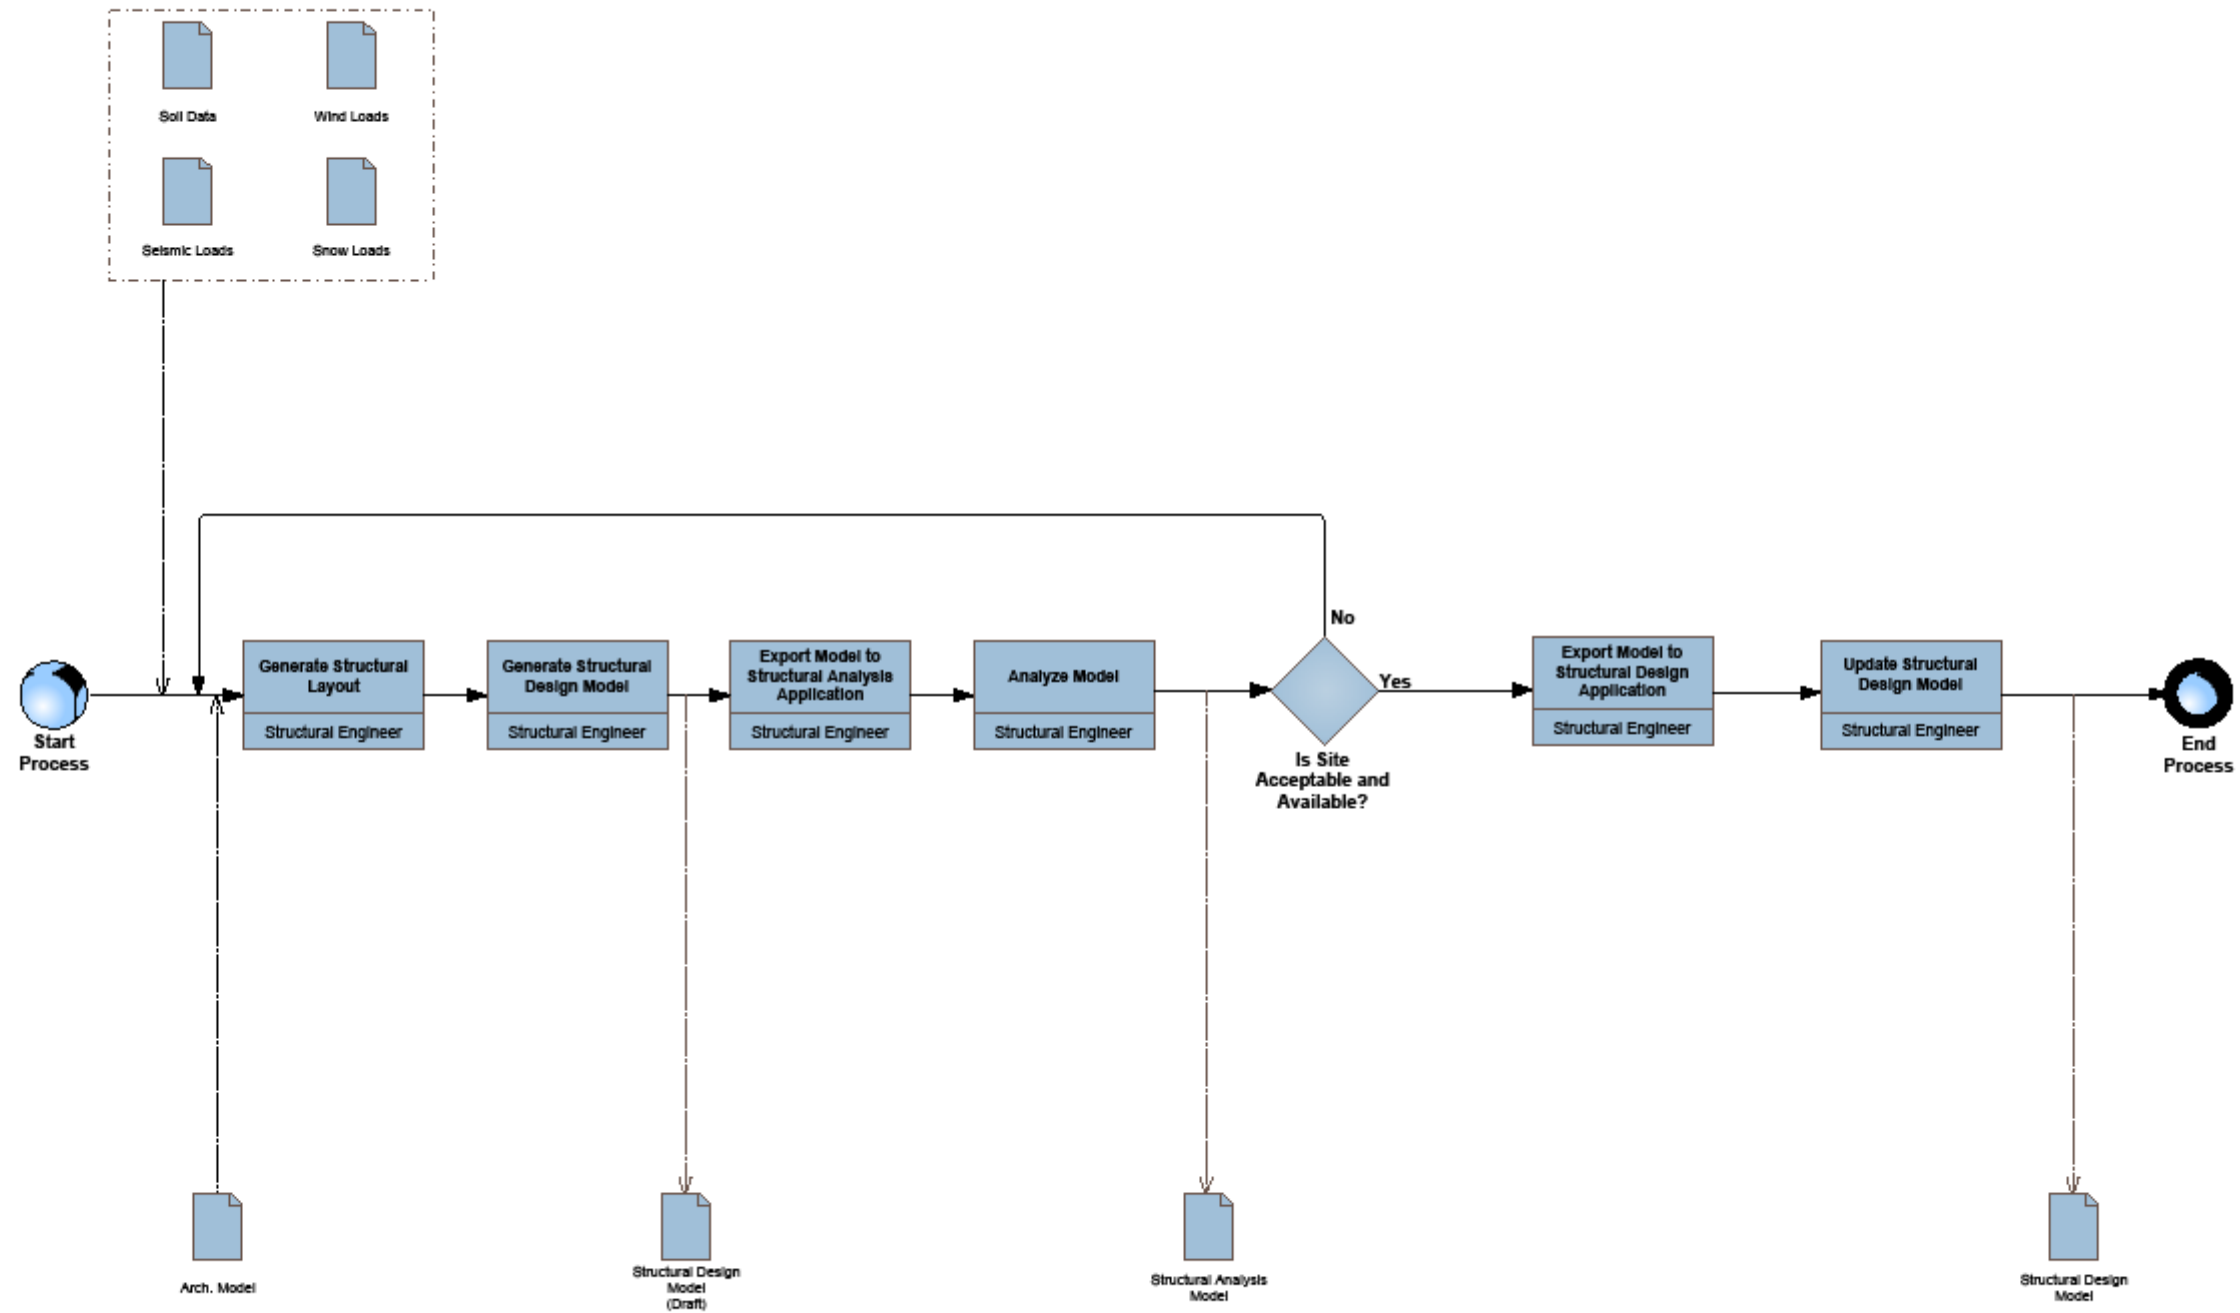 Soil Data
Wind Loads
Seismic Loads
Snow Loads
No
Start
Process
Generate Structural
Layout
Structural Engineer
Generate Structural
Design Model
Structural Engineer
Export Model to
Structural Analysis
Application
Structural Engineer
Analyze Model
Structural Engineer
Is Site
Acceptable and
Available?
Yes
Export Model to
Structural Design
Application
Structural Engineer
Update Structural
Design Model
Structural Engineer
End
Process
Arch. Model
Structural Design
Model
(Draft)
Structural Analysis
Model
Structural Design
Model